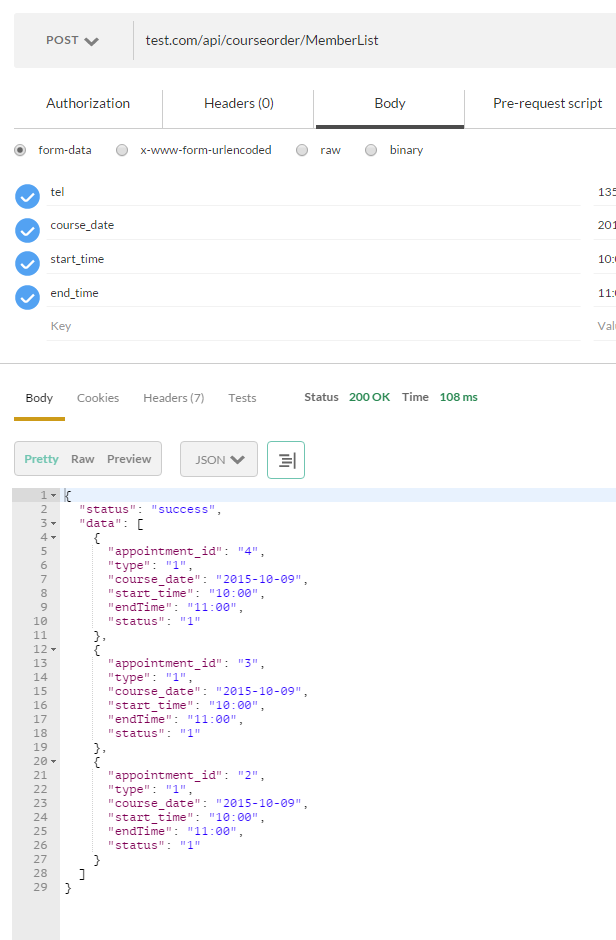 POST test.com/api/courseorder/MemberList
Authorization Headers (0) Body Pre-request script
form-data x-www-form-urlencoded raw binary
tel 135
course_date 201
start_time 10:
end_time 11:
Key Val
Body Cookies Headers (7) Tests Status 200 OK Time 108 ms
Pretty Raw Preview JSON
1 {
2 "status": "success",
3 "data": [
4 {
5 "appointment_id": "4",
6 "type": "1",
7 "course_date": "2015-10-09",
8 "start_time": "10:00",
9 "endTime": "11:00",
10 "status": "1"
11 },
12 {
13 "appointment_id": "3",
14 "type": "1",
15 "course_date": "2015-10-09",
16 "start_time": "10:00",
17 "endTime": "11:00",
18 "status": "1"
19 },
20 {
21 "appointment_id": "2",
22 "type": "1",
23 "course_date": "2015-10-09",
24 "start_time": "10:00",
25 "endTime": "11:00",
26 "status": "1"
27 }
28 ]
29 }